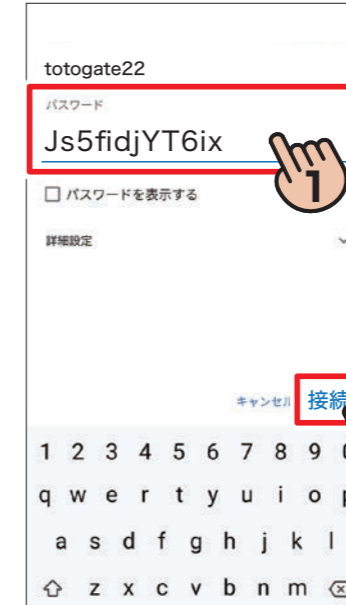 totogate22
パスワード
Js5fidjYT6ix
1
パスワードを表示する
詳細設定
キャンセル 接続
1 2 3 4 5 6 7 8 9 0
q w e r t y u i o p
a s d f g h j k l
z x c v b n m